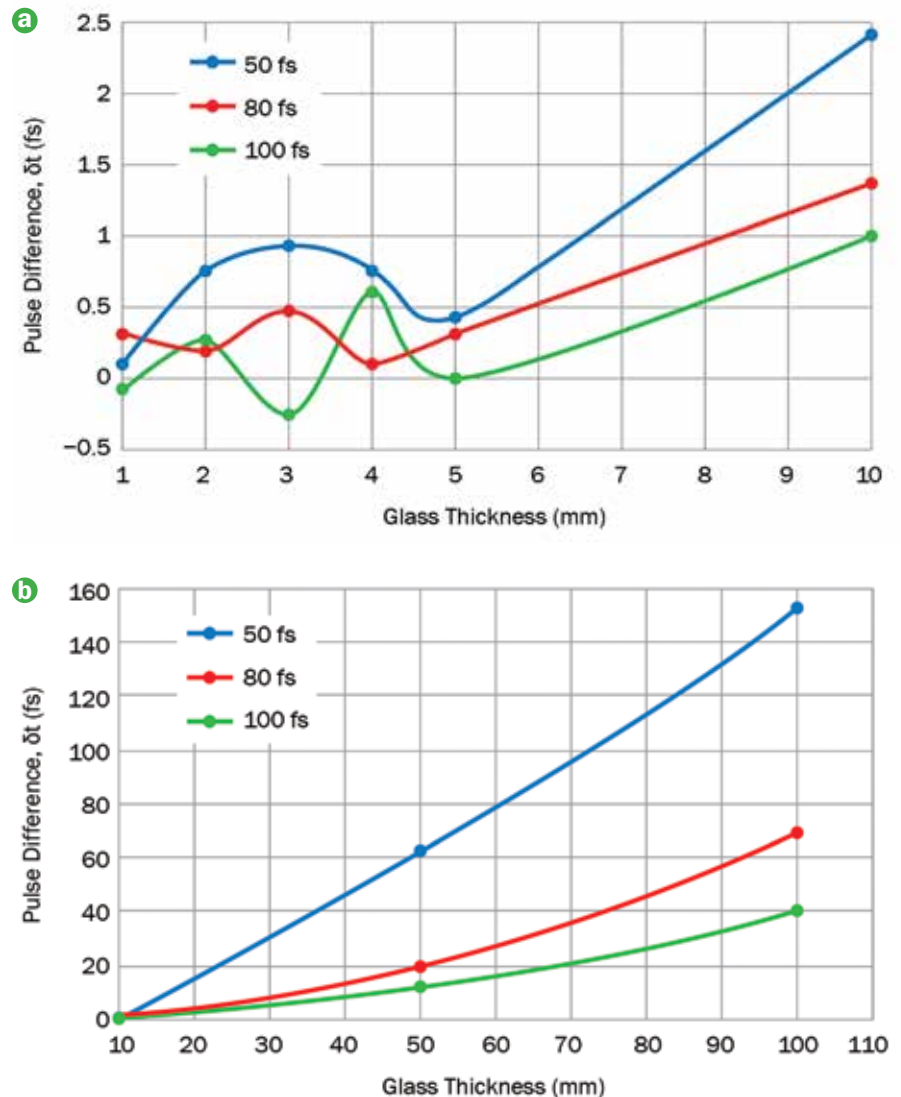 a
Pulse Difference, δt (fs)
2.5
2
1.5
1
0.5
0
−0.5
50 fs
80 fs
100 fs
1 2 3 4 5 6 7 8 9 10
Glass Thickness (mm)
b
Pulse Difference, δt (fs)
160
140
120
100
80
60
40
20
0
50 fs
80 fs
100 fs
10 20 30 40 50 60 70 80 90 100 110
Glass Thickness (mm)